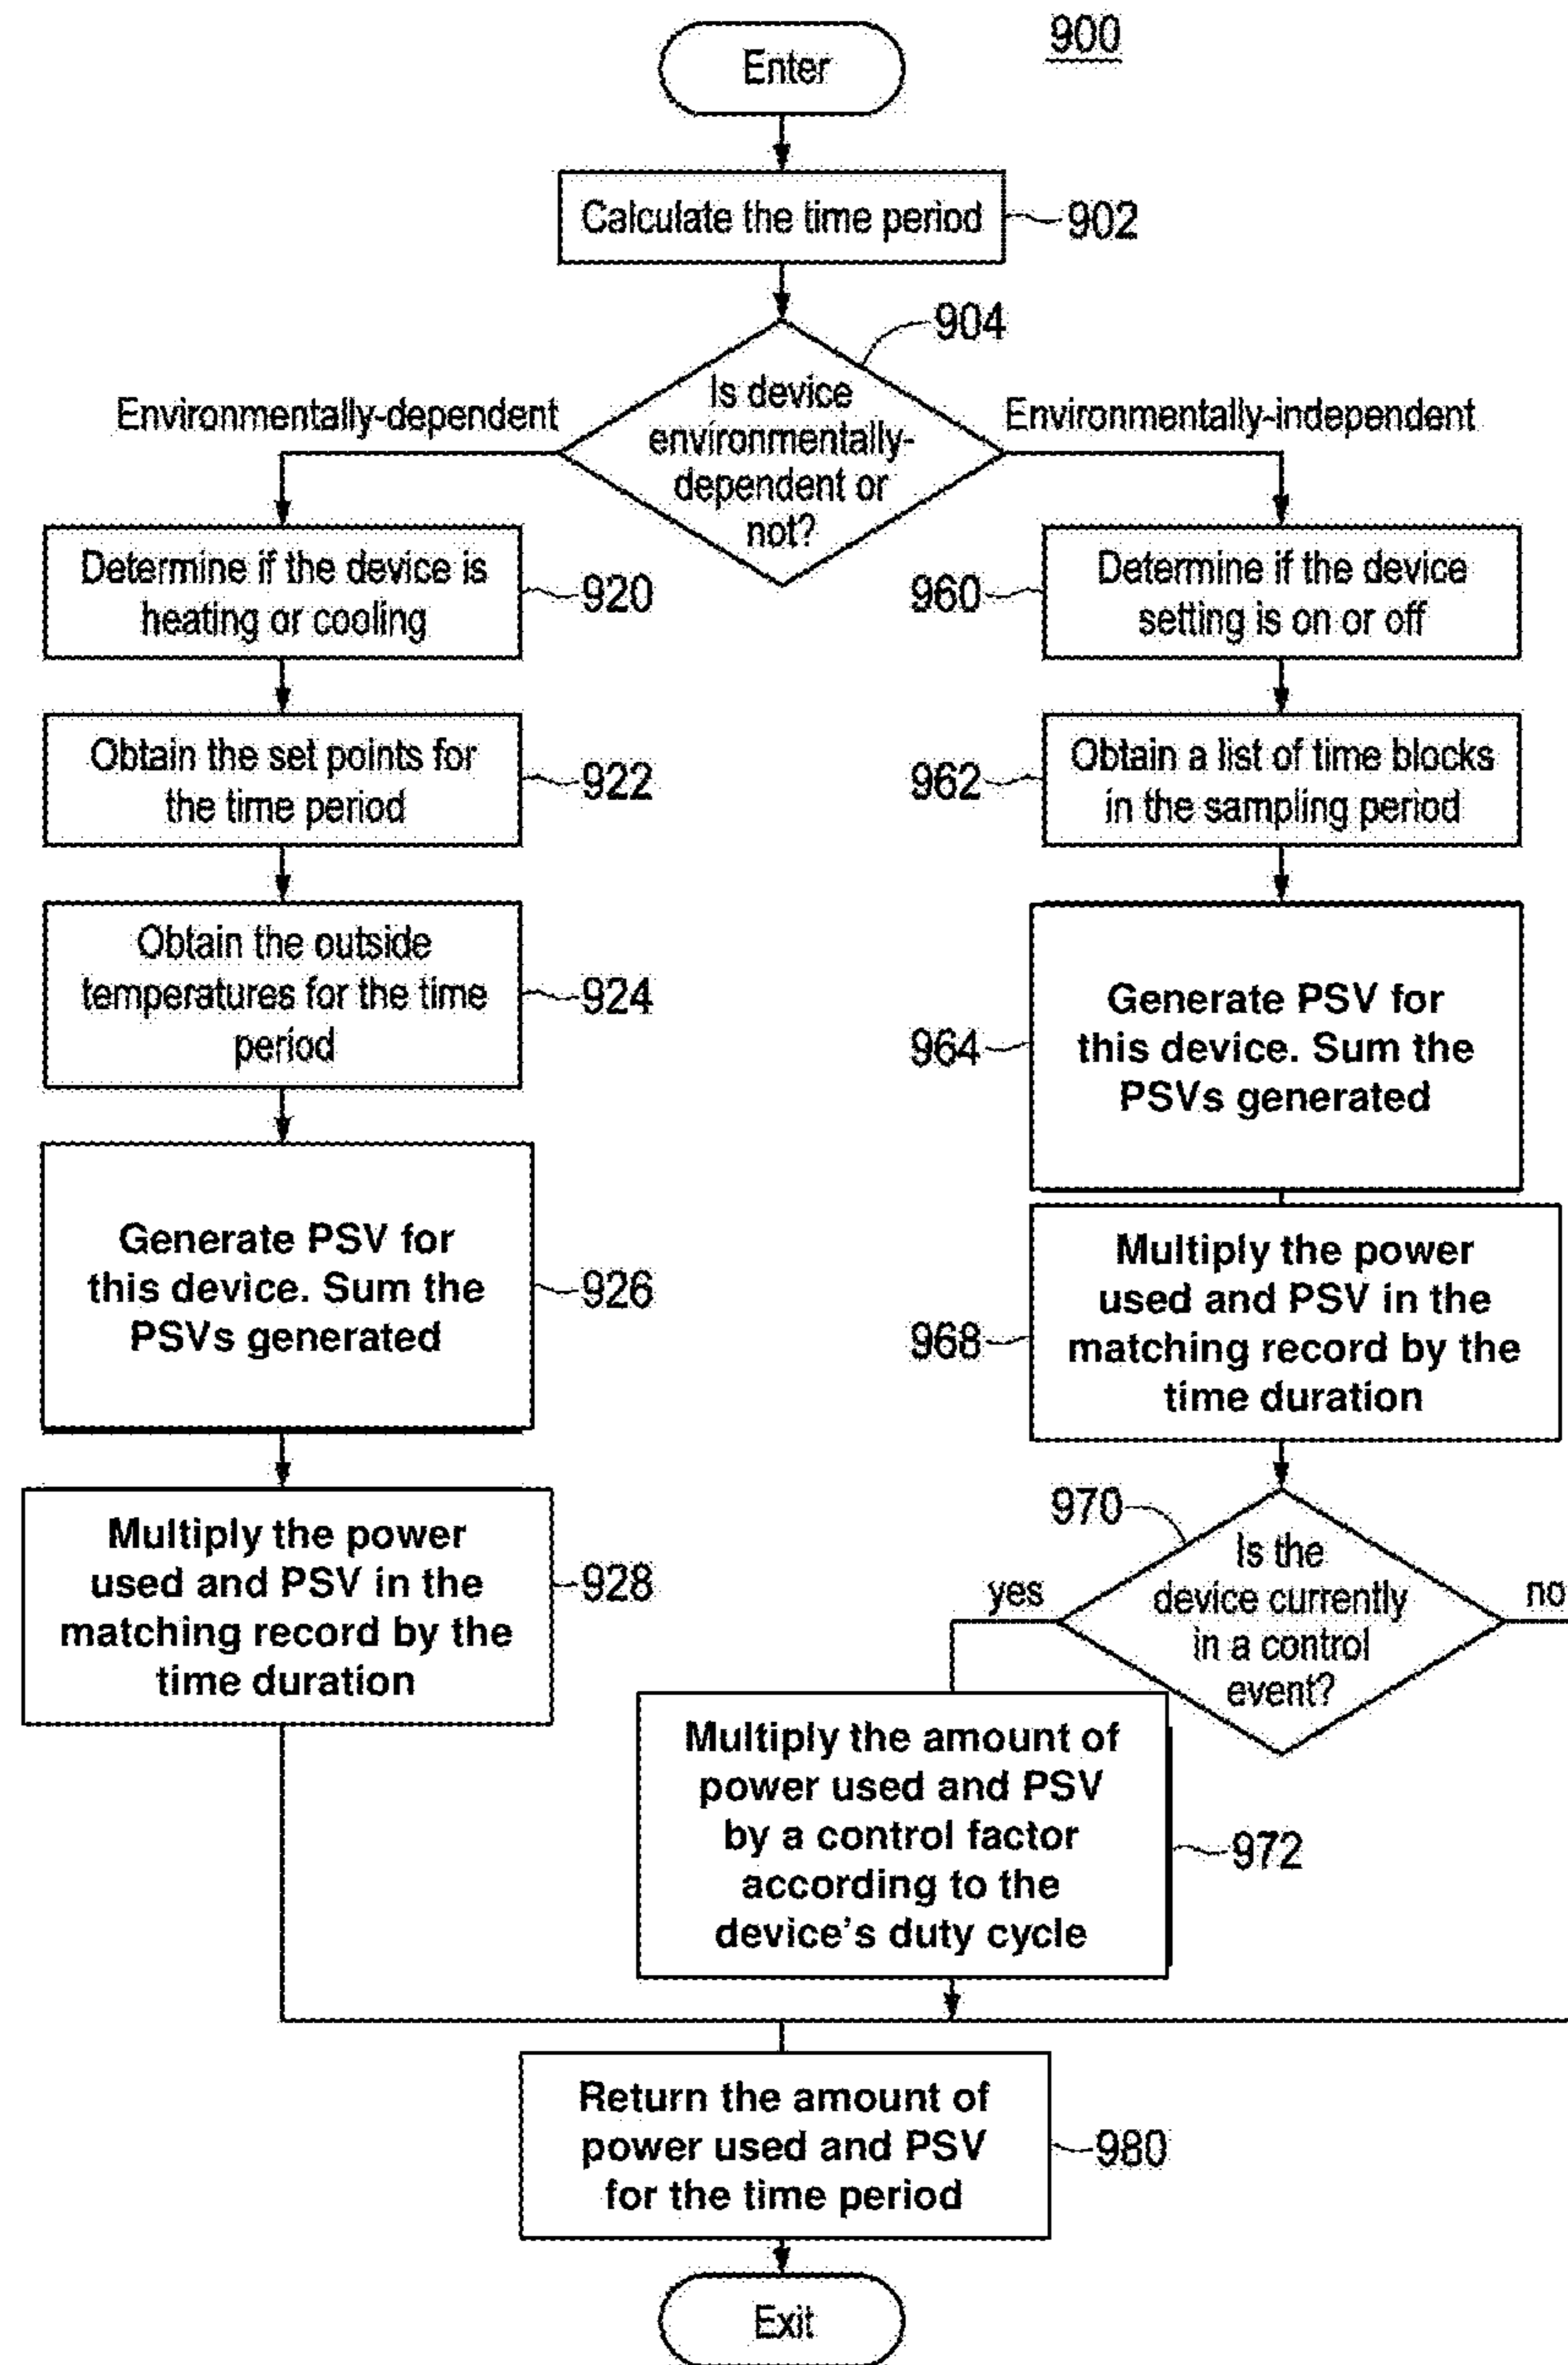 900
Enter
Calculate the time period
902
904
Is device
environmentally-
dependent or
not?
Environmentally-dependent
Environmentally-independent
Determine if the device is
heating or cooling
920
Obtain the set points for
the time period
922
Obtain the outside
temperatures for the time
period
924
Generate PSV for
this device. Sum the
PSVs generated
926
Multiply the power
used and PSV in the
matching record by the
time duration
928
960
Determine if the device
setting is on or off
962
Obtain a list of time blocks
in the sampling period
964
Generate PSV for
this device. Sum the
PSVs generated
968
Multiply the power
used and PSV in the
matching record by the
time duration
970
Is the
device currently
in a control
event?
yes
no
Multiply the amount of
power used and PSV
by a control factor
according to the
device's duty cycle
972
Return the amount of
power used and PSV
for the time period
980
Exit